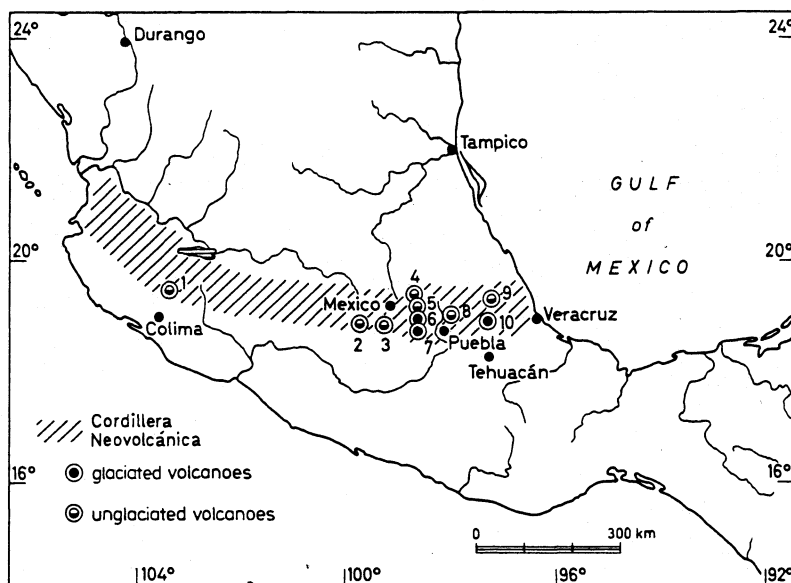 24°
Durango
24°
Tampico
GULF
of
MEXICO
20°
20°
1
4
Mexico
5
9
6
8
10
Veracruz
Colima
2
3
7
Puebla
Tehuacán
Cordillera
Neovolcánica
glaciated volcanoes
16°
16°
unglaciated volcanoes
0
300 km
104°
100°
96°
92°